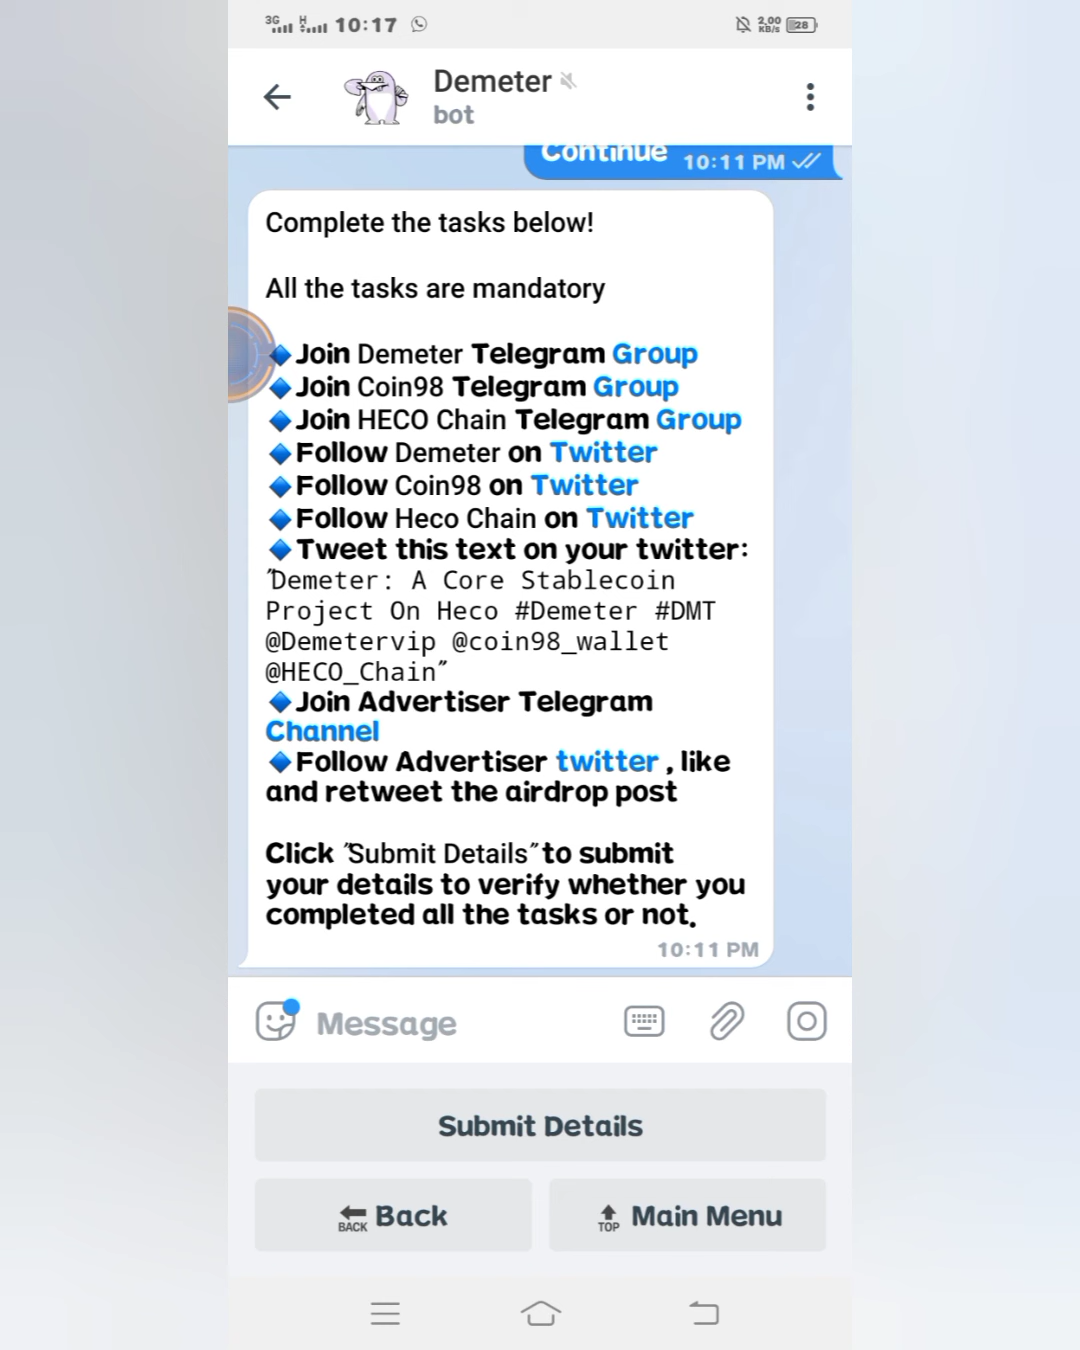 3G H 10:17 2,00 KB/s 28
Demeter
bot
Continue 10:11 PM
Complete the tasks below!
All the tasks are mandatory
Join Demeter Telegram Group
Join Coin98 Telegram Group
Join HECO Chain Telegram Group
Follow Demeter on Twitter
Follow Coin98 on Twitter
Follow Heco Chain on Twitter
Tweet this text on your twitter:
"Demeter: A Core Stablecoin
Project On Heco #Demeter #DMT
@Demetervip @coin98_wallet
@HECO_Chain"
Join Advertiser Telegram
Channel
Follow Advertiser twitter , like
and retweet the airdrop post
Click "Submit Details" to submit
your details to verify whether you
completed all the tasks or not.
10:11 PM
Message
Submit Details
BACK Back
TOP Main Menu